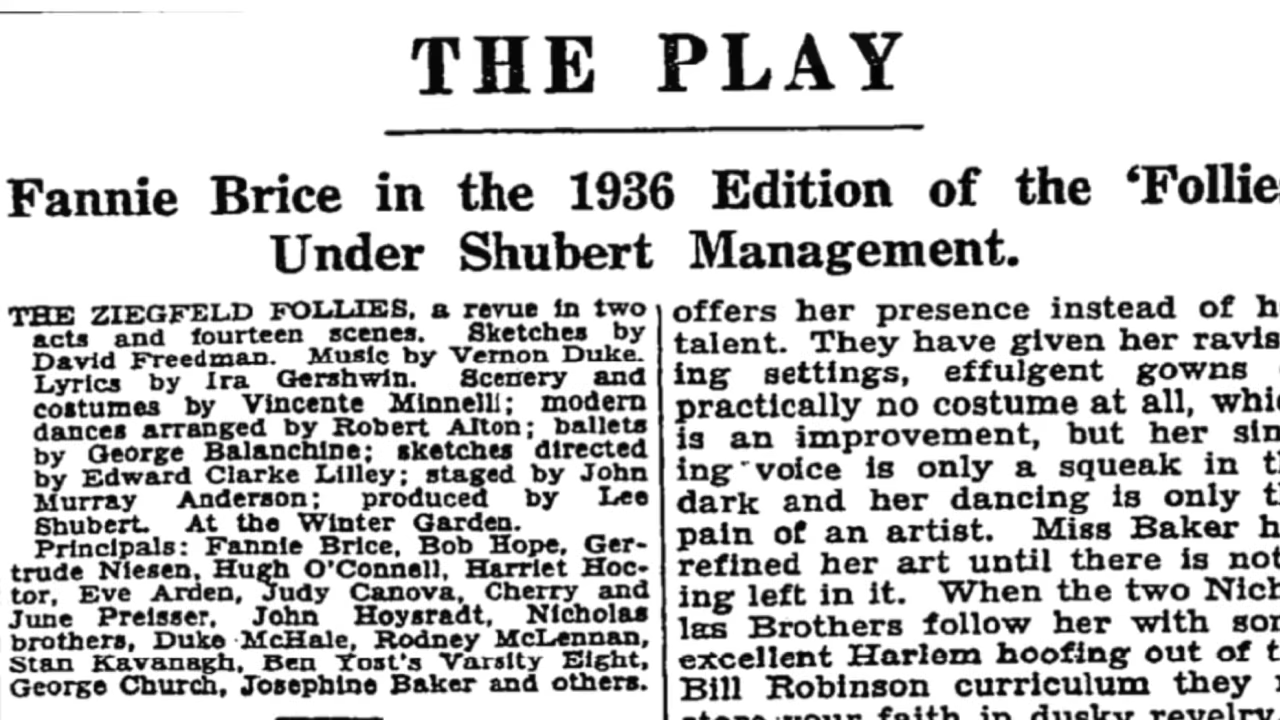 THE PLAY
Fannie Brice in the 1936 Edition of the ‘Follie
Under Shubert Management.
THE ZIEGFELD FOLLIES, a revue in two
acts and fourteen scenes. Sketches by
David Freedman. Music by Vernon Duke.
Lyrics by Ira Gershwin. Scenery and
costumes by Vincente Minnelli; modern
dances arranged by Robert Alton; ballets
by George Balanchine; sketches directed
by Edward Clarke Lilley; staged by John
Murray Anderson; produced by Lee
Shubert. At the Winter Garden.
Principals: Fannie Brice, Bob Hope, Ger-
trude Niesen, Hugh O'Connell, Harriet Hoc-
tor, Eve Arden, Judy Canova, Cherry and
June Preisser, John Hoysradt, Nicholas
brothers, Duke McHale, Rodney McLennan,
Stan Kavanagh, Ben Yost's Varsity Eight,
George Church, Josephine Baker and others.
offers her presence instead of h
talent. They have given her ravis
ing settings, effulgent gowns
practically no costume at all, whic
is an improvement, but her sin
ing voice is only a squeak in t
dark and her dancing is only t
pain of an artist. Miss Baker h
refined her art until there is not
ing left in it. When the two Nich
las Brothers follow her with so
excellent Harlem hoofing out of t
Bill Robinson curriculum they
your faith in dusky revelry